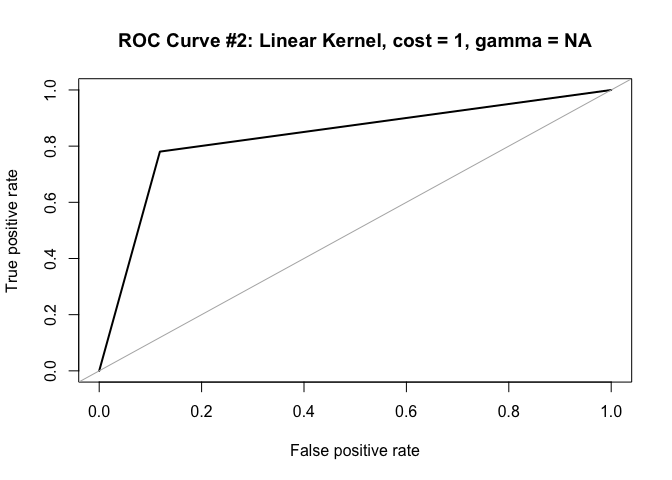 ROC Curve #2: Linear Kernel, cost = 1, gamma = NA
True positive rate
1.0
0.8
0.6
0.4
0.2
0.0
0.0 0.2 0.4 0.6 0.8 1.0
False positive rate